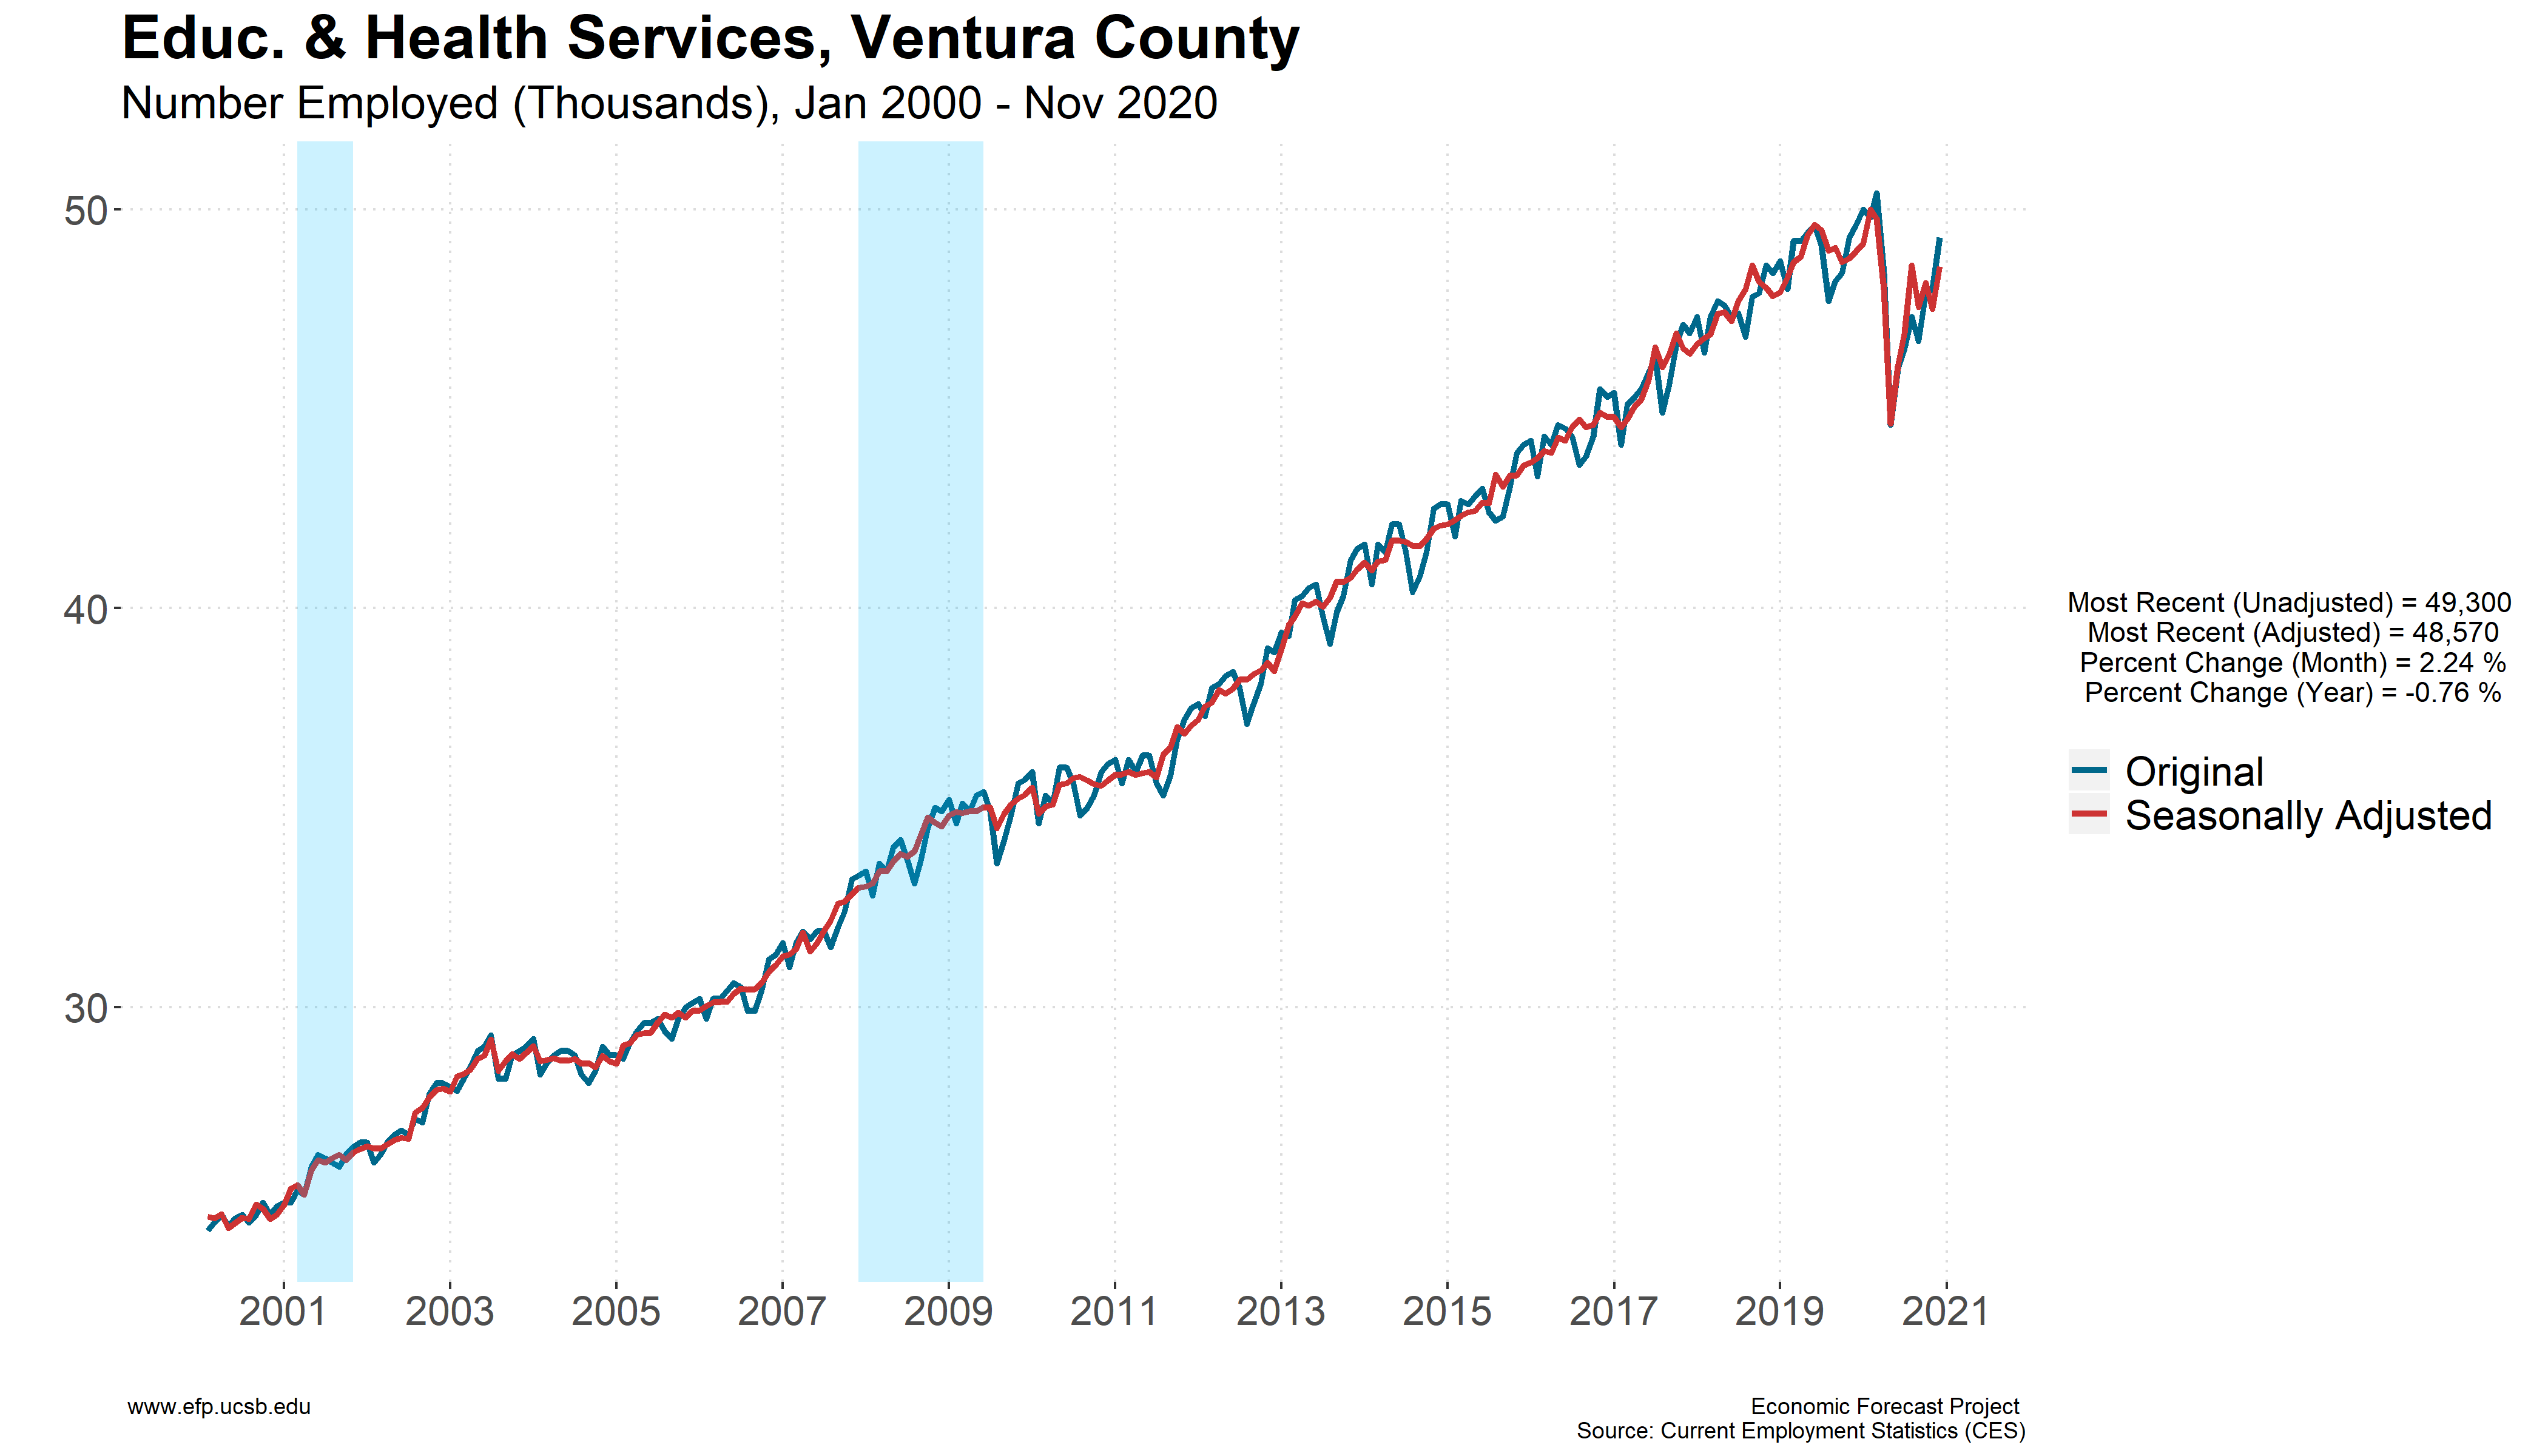 Educ. & Health Services, Ventura County
Number Employed (Thousands), Jan 2000 - Nov 2020
50
40
30
2001 2003 2005 2007 2009 2011 2013 2015 2017 2019 2021
Most Recent (Unadjusted) = 49,300
Most Recent (Adjusted) = 48,570
Percent Change (Month) = 2.24 %
Percent Change (Year) = -0.76 %
Original
Seasonally Adjusted
www.efp.ucsb.edu
Economic Forecast Project
Source: Current Employment Statistics (CES)